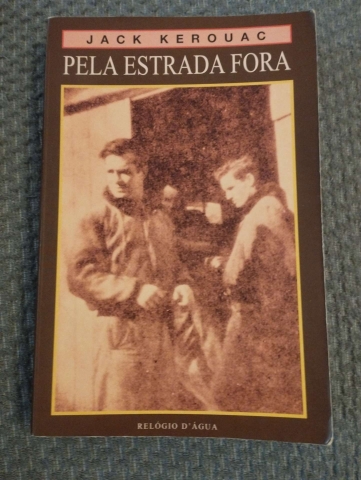 JACK KEROUAC
PELA ESTRADA FORA
RELÓGIO D'ÁGUA